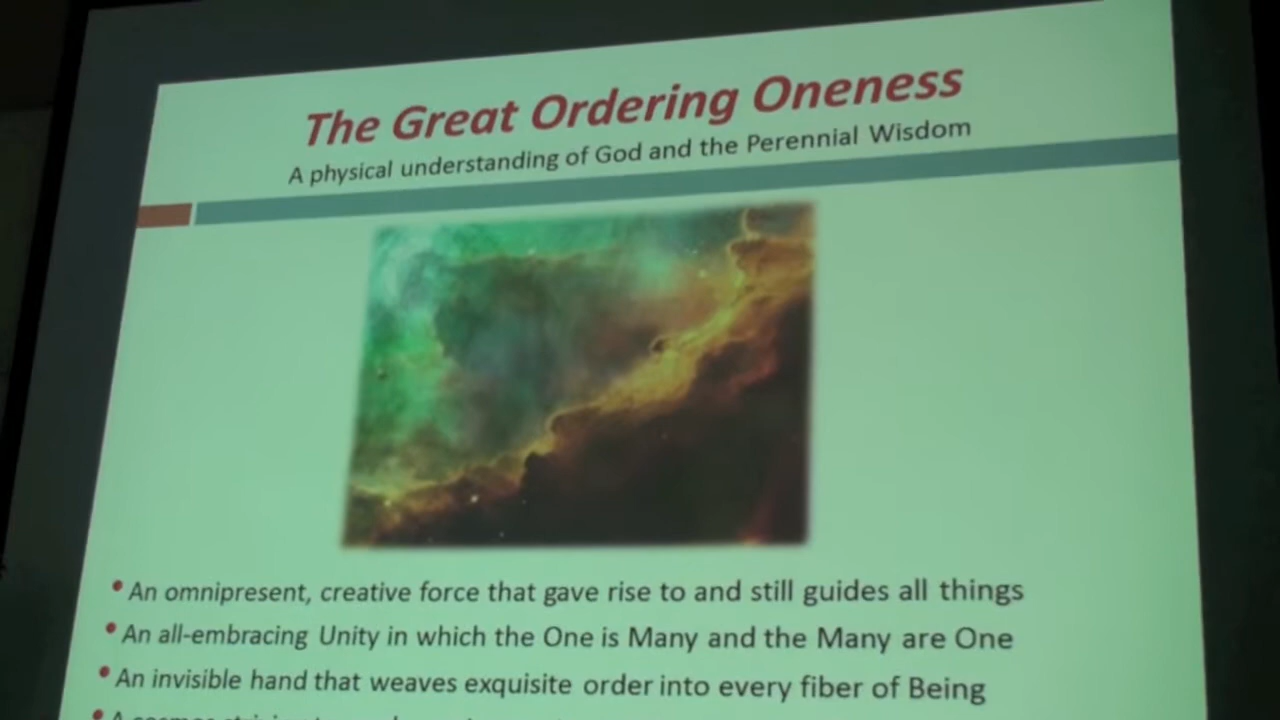 The Great Ordering Oneness
A physical understanding of God and the Perennial Wisdom
• An omnipresent, creative force that gave rise to and still guides all things
• An all-embracing Unity in which the One is Many and the Many are One
• An invisible hand that weaves exquisite order into every fiber of Being
• A cosmos